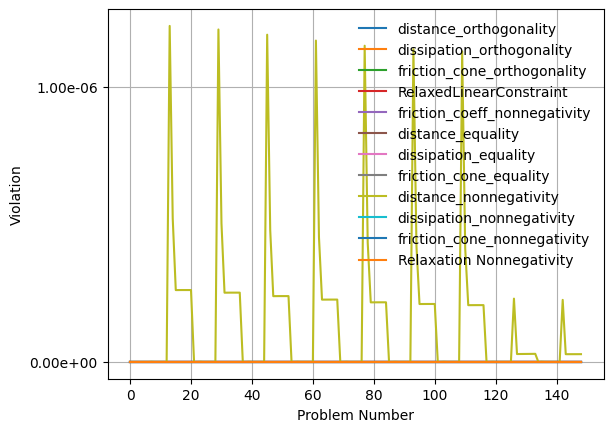 distance_orthogonality
dissipation_orthogonality
friction_cone_orthogonality
RelaxedLinearConstraint
friction_coeff_nonnegativity
distance_equality
dissipation_equality
friction_cone_equality
distance_nonnegativity
dissipation_nonnegativity
friction_cone_nonnegativity
Relaxation Nonnegativity
1.00e-06
0.00e+00
Violation
0 20 40 60 80 100 120 140
Problem Number